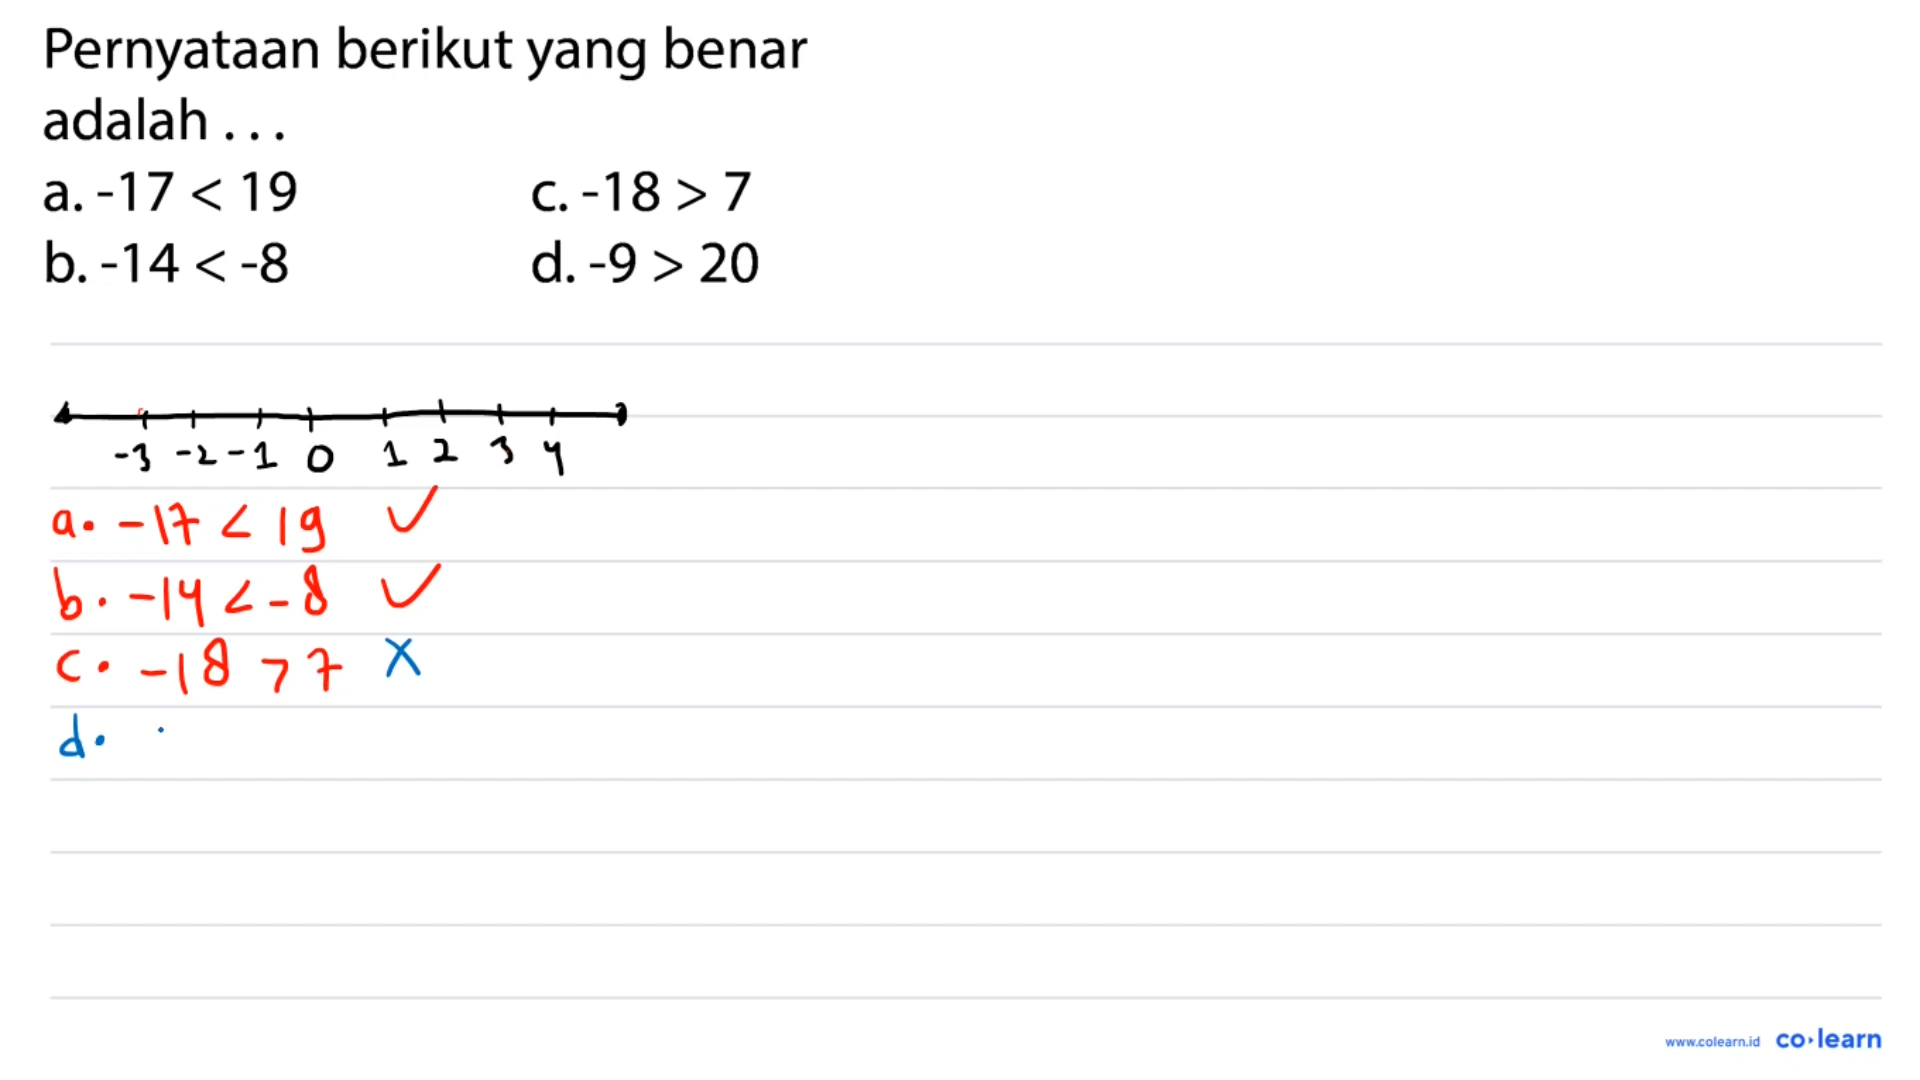 Pernyataan berikut yang benar
adalah . . .
a. -17 < 19 c. -18 > 7
b. -14 < -8 d. -9 > 20
-3 -2 -1 0 1 2 3 4
a. -17 < 19 ✓
b. -14 < -8 ✓
c. -18 > 7 X
d.
www.colearn.id co learn